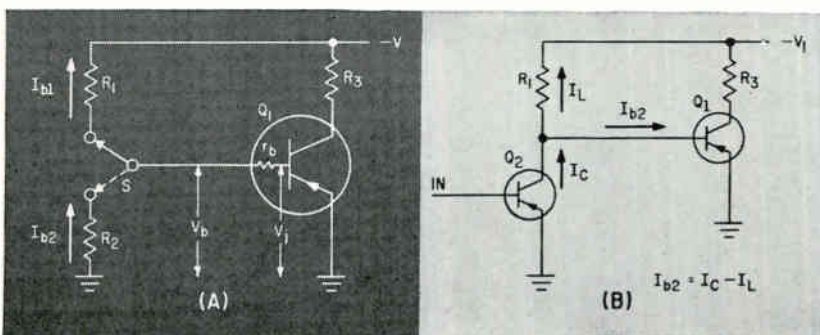 -V
R1
Ib1
R3
Q1
rb
S
Ib2
R2
Vb
Vj
(A)
-V1
R1
IL
R3
Ib2
Q1
Q2
IC
IN
Ib2 = IC - IL
(B)